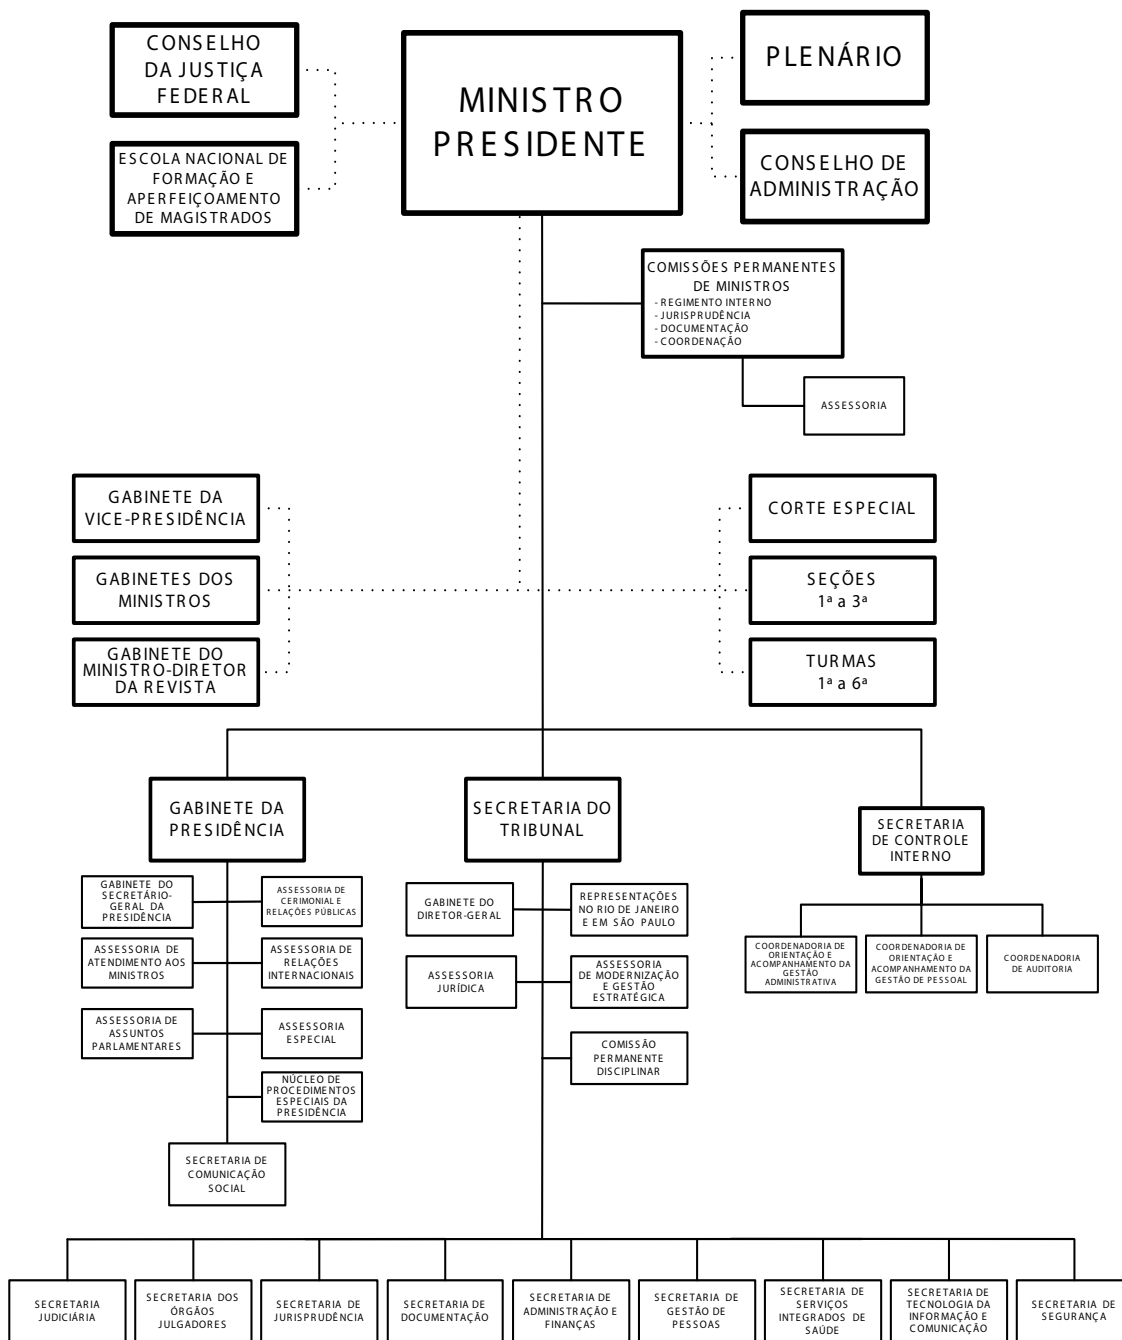 CONSELHO
DA JUSTIÇA
FEDERAL
ESCOLA NACIONAL DE
FORMAÇÃO E
APERFEIÇOAMENTO
DE MAGISTRADOS
MINISTRO
PRESIDENTE
PLENÁRIO
CONSELHO DE
ADMINISTRAÇÃO
COMISSÕES PERMANENTES
DE MINISTROS
- REGIMENTO INTERNO
- JURISPRUDÊNCIA
- DOCUMENTAÇÃO
- COORDENAÇÃO
ASSESSORIA
GABINETE DA
VICE-PRESIDÊNCIA
GABINETES DOS
MINISTROS
GABINETE DO
MINISTRO-DIRETOR
DA REVISTA
CORTE ESPECIAL
SEÇÕES
1ª a 3ª
TURMAS
1ª a 6ª
GABINETE DA
PRESIDÊNCIA
SECRETARIA DO
TRIBUNAL
SECRETARIA
DE CONTROLE
INTERNO
GABINETE DO
SECRETÁRIO-
GERAL DA
PRESIDÊNCIA
ASSESSORIA DE
CERIMONIAL E
RELAÇÕES PÚBLICAS
ASSESSORIA DE
ATENDIMENTO AOS
MINISTROS
ASSESSORIA DE
RELAÇÕES
INTERNACIONAIS
ASSESSORIA DE
ASSUNTOS
PARLAMENTARES
ASSESSORIA
ESPECIAL
NÚCLEO DE
PROCEDIMENTOS
ESPECIAIS DA
PRESIDÊNCIA
SECRETARIA DE
COMUNICAÇÃO
SOCIAL
GABINETE DO
DIRETOR-GERAL
REPRESENTAÇÕES
NO RIO DE JANEIRO
E EM SÃO PAULO
ASSESSORIA
JURÍDICA
ASSESSORIA
DE MODERNIZAÇÃO
E GESTÃO
ESTRATÉGICA
COMISSÃO
PERMANENTE
DISCIPLINAR
COORDENADORIA DE
ORIENTAÇÃO E
ACOMPANHAMENTO DA
GESTÃO
ADMINISTRATIVA
COORDENADORIA DE
ORIENTAÇÃO E
ACOMPANHAMENTO DA
GESTÃO DE PESSOAL
COORDENADORIA
DE AUDITORIA
SECRETARIA
JUDICIÁRIA
SECRETARIA DOS
ÓRGÃOS
JULGADORES
SECRETARIA DE
JURISPRUDÊNCIA
SECRETARIA DE
DOCUMENTAÇÃO
SECRETARIA DE
ADMINISTRAÇÃO E
FINANÇAS
SECRETARIA DE
GESTÃO DE
PESSOAS
SECRETARIA DE
SERVIÇOS
INTEGRADOS DE
SAÚDE
SECRETARIA DE
TECNOLOGIA DA
INFORMAÇÃO E
COMUNICAÇÃO
SECRETARIA DE
SEGURANÇA